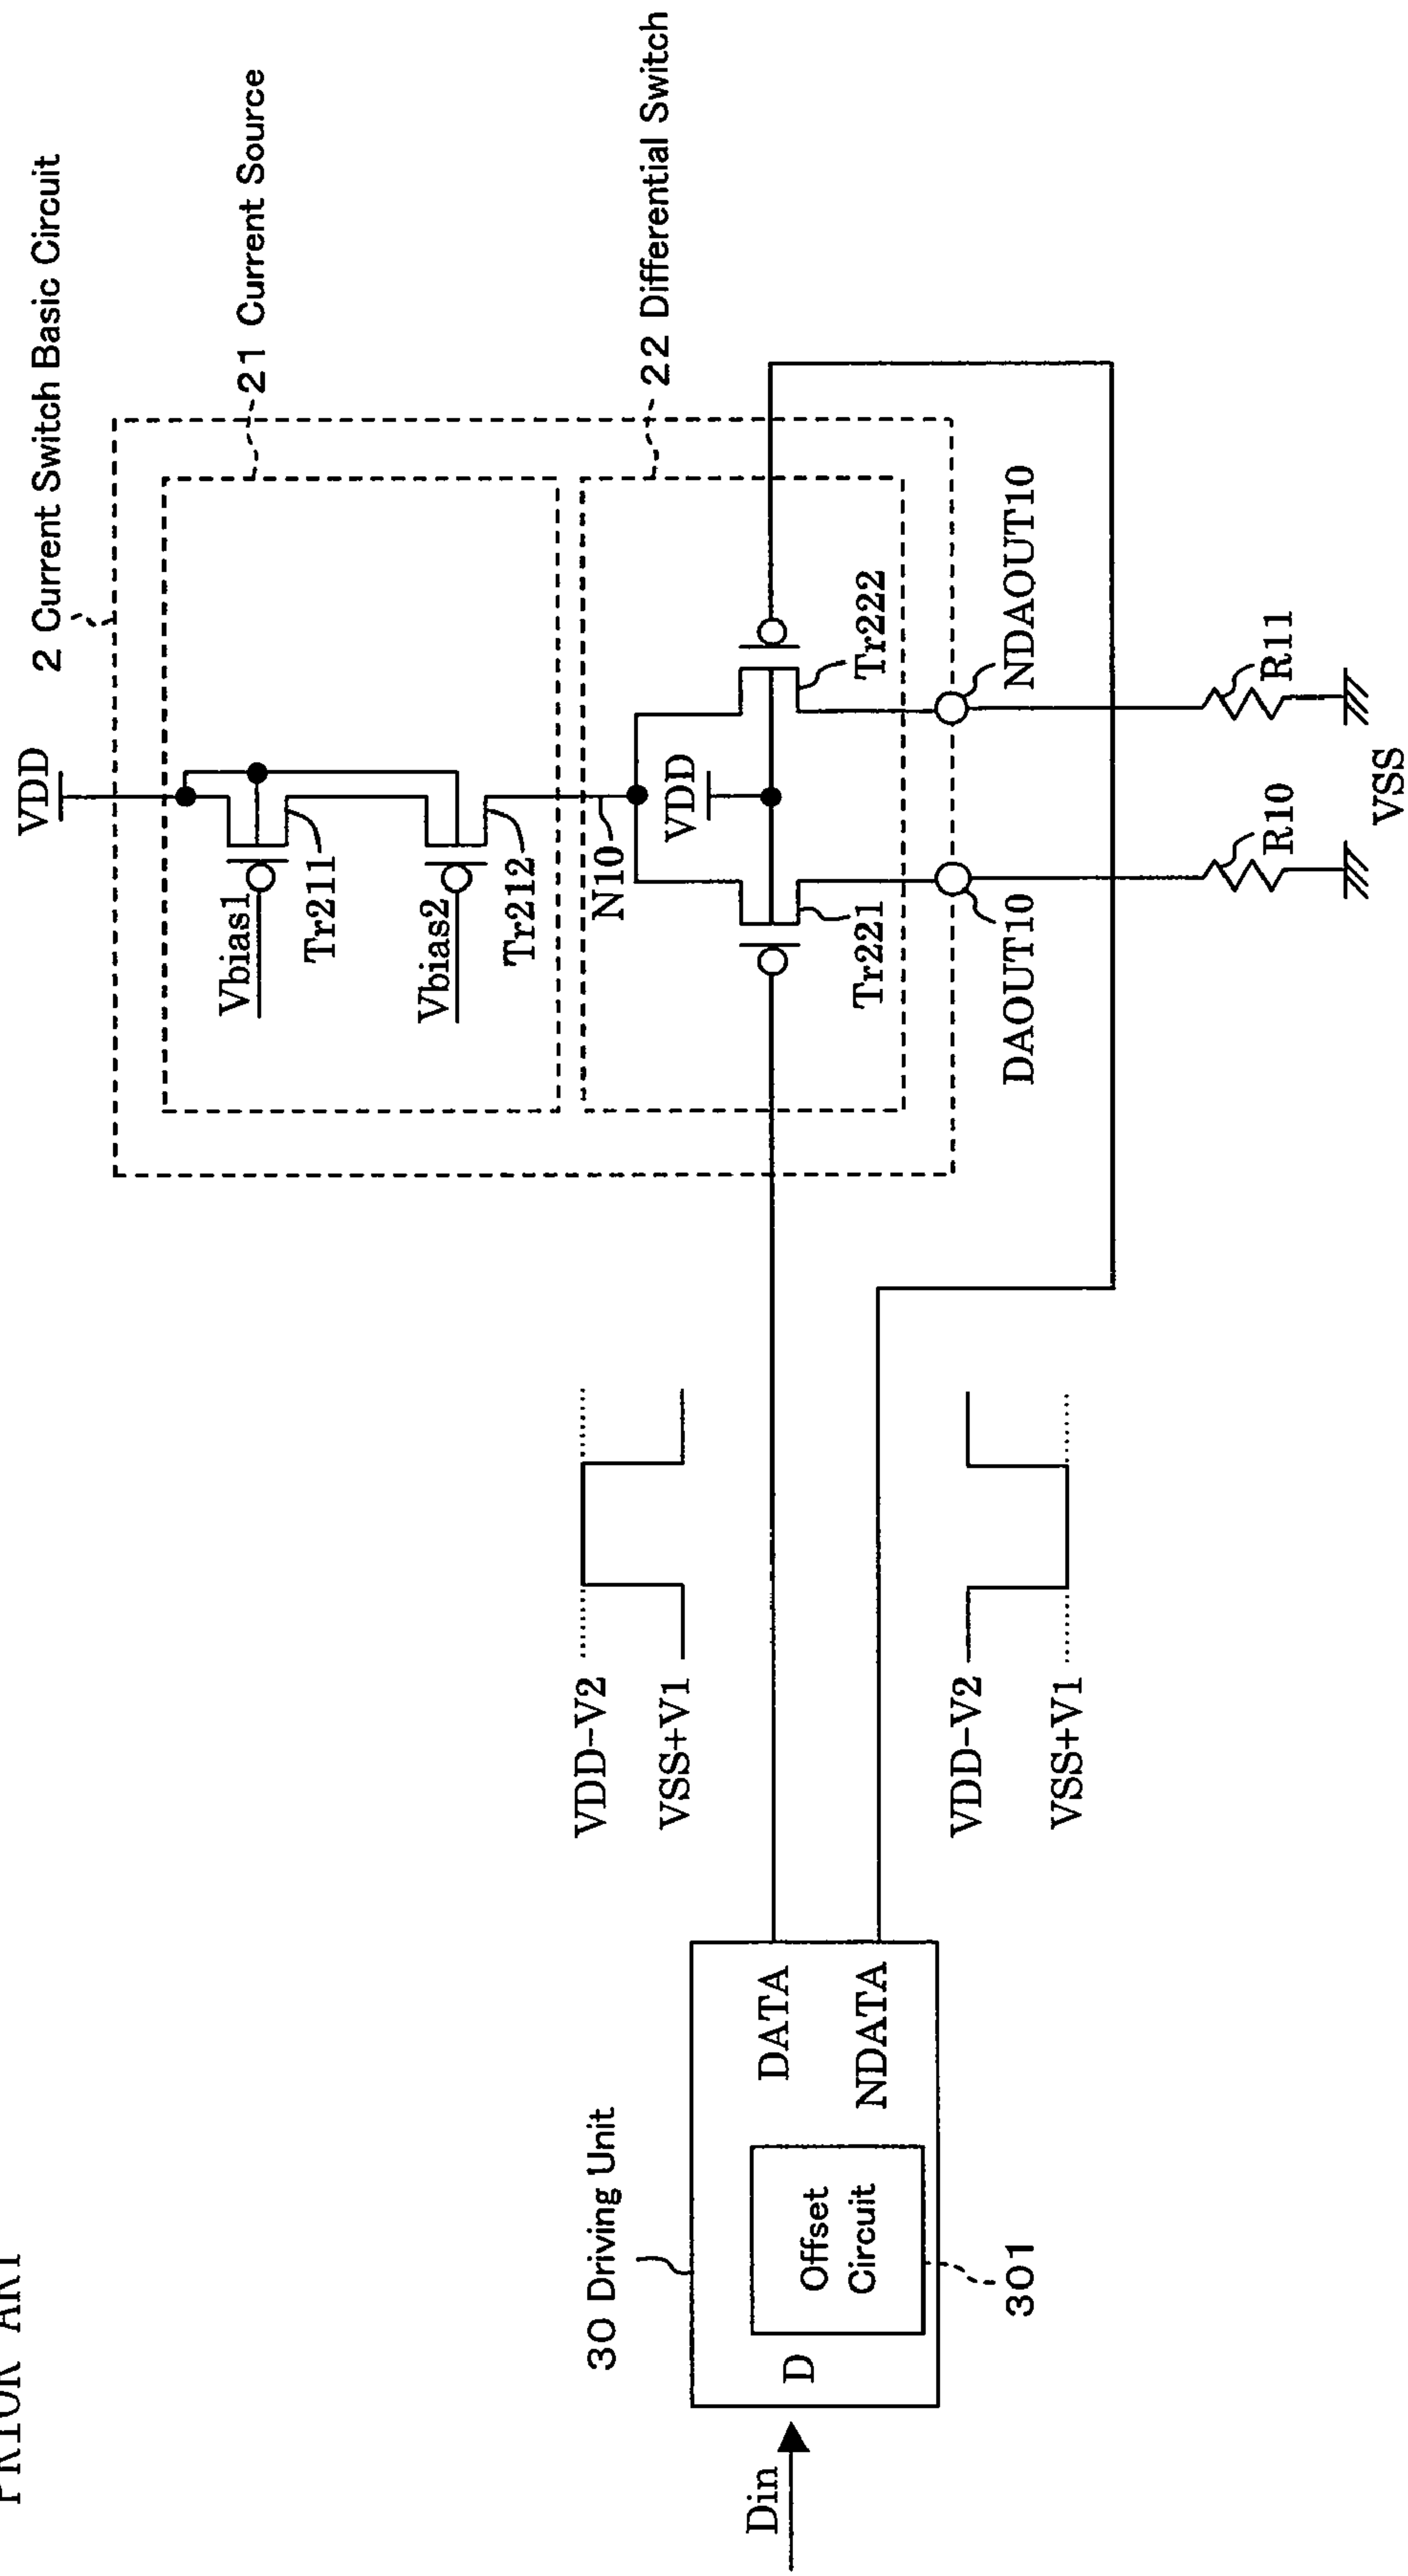 PRIOR ART
2 Current Switch Basic Circuit
VDD
21 Current Source
Vbias1
Tr211
Vbias2
Tr212
N10
22 Differential Switch
VDD
Tr221
Tr222
DAOUT10
NDAOUT10
R10
R11
VSS
VDD-V2
VSS+V1
VDD-V2
VSS+V1
30 Driving Unit
Din
D
Offset
Circuit
DATA
NDATA
301